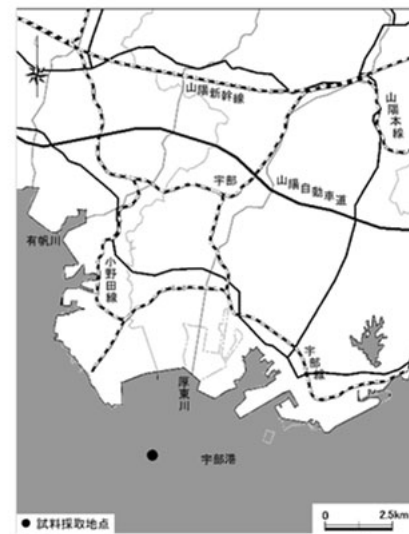 山陽新幹線
山陽本線
宇部
山陽自動車道
有帆川
小野田線
宇部線
厚東川
宇部港
● 試料採取地点
0 2.5km